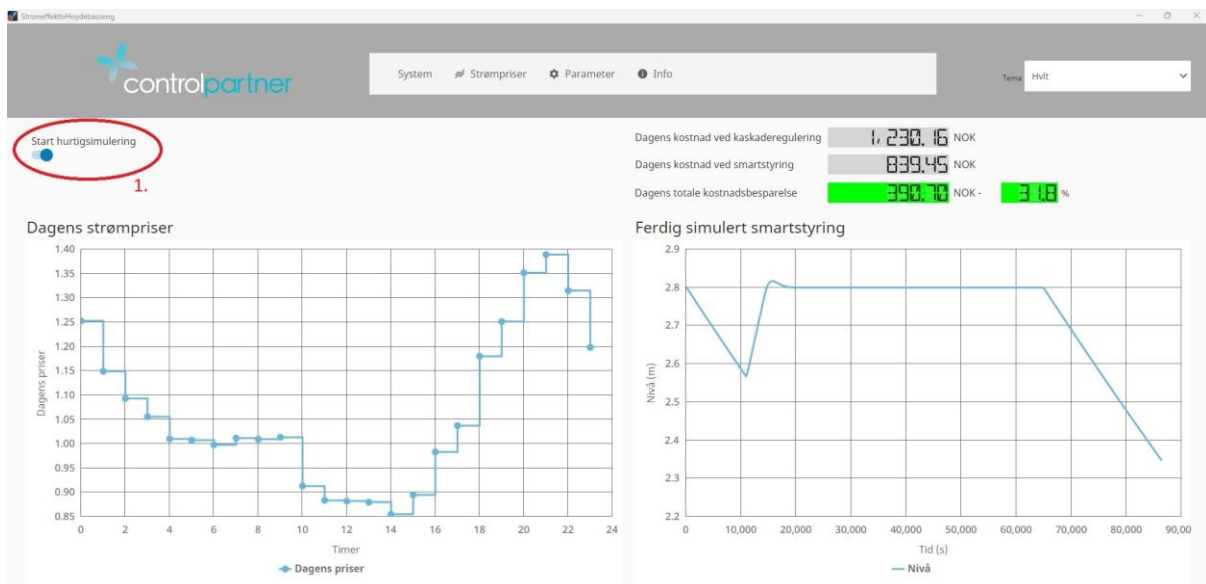 StromeffektivHoydebasseng
controlpartner
System Strømpriser Parameter Info
Tema Hvit
Start hurtigsimulering
1.
Dagens kostnad ved kaskaderegulering 1,230.16 NOK
Dagens kostnad ved smartstyring 839.45 NOK
Dagens totale kostnadsbesparelse 390.70 NOK - 31.8 %
Dagens strømpriser
1.40
1.35
1.30
1.25
1.20
1.15
1.10
1.05
1.00
0.95
0.90
0.85
Dagens priser
0 2 4 6 8 10 12 14 16 18 20 22 24
Timer
Dagens priser
Ferdig simulert smartstyring
2.9
2.8
2.7
2.6
2.5
2.4
2.3
2.2
Nivå (m)
0 10,000 20,000 30,000 40,000 50,000 60,000 70,000 80,000 90,00
Tid (s)
Nivå